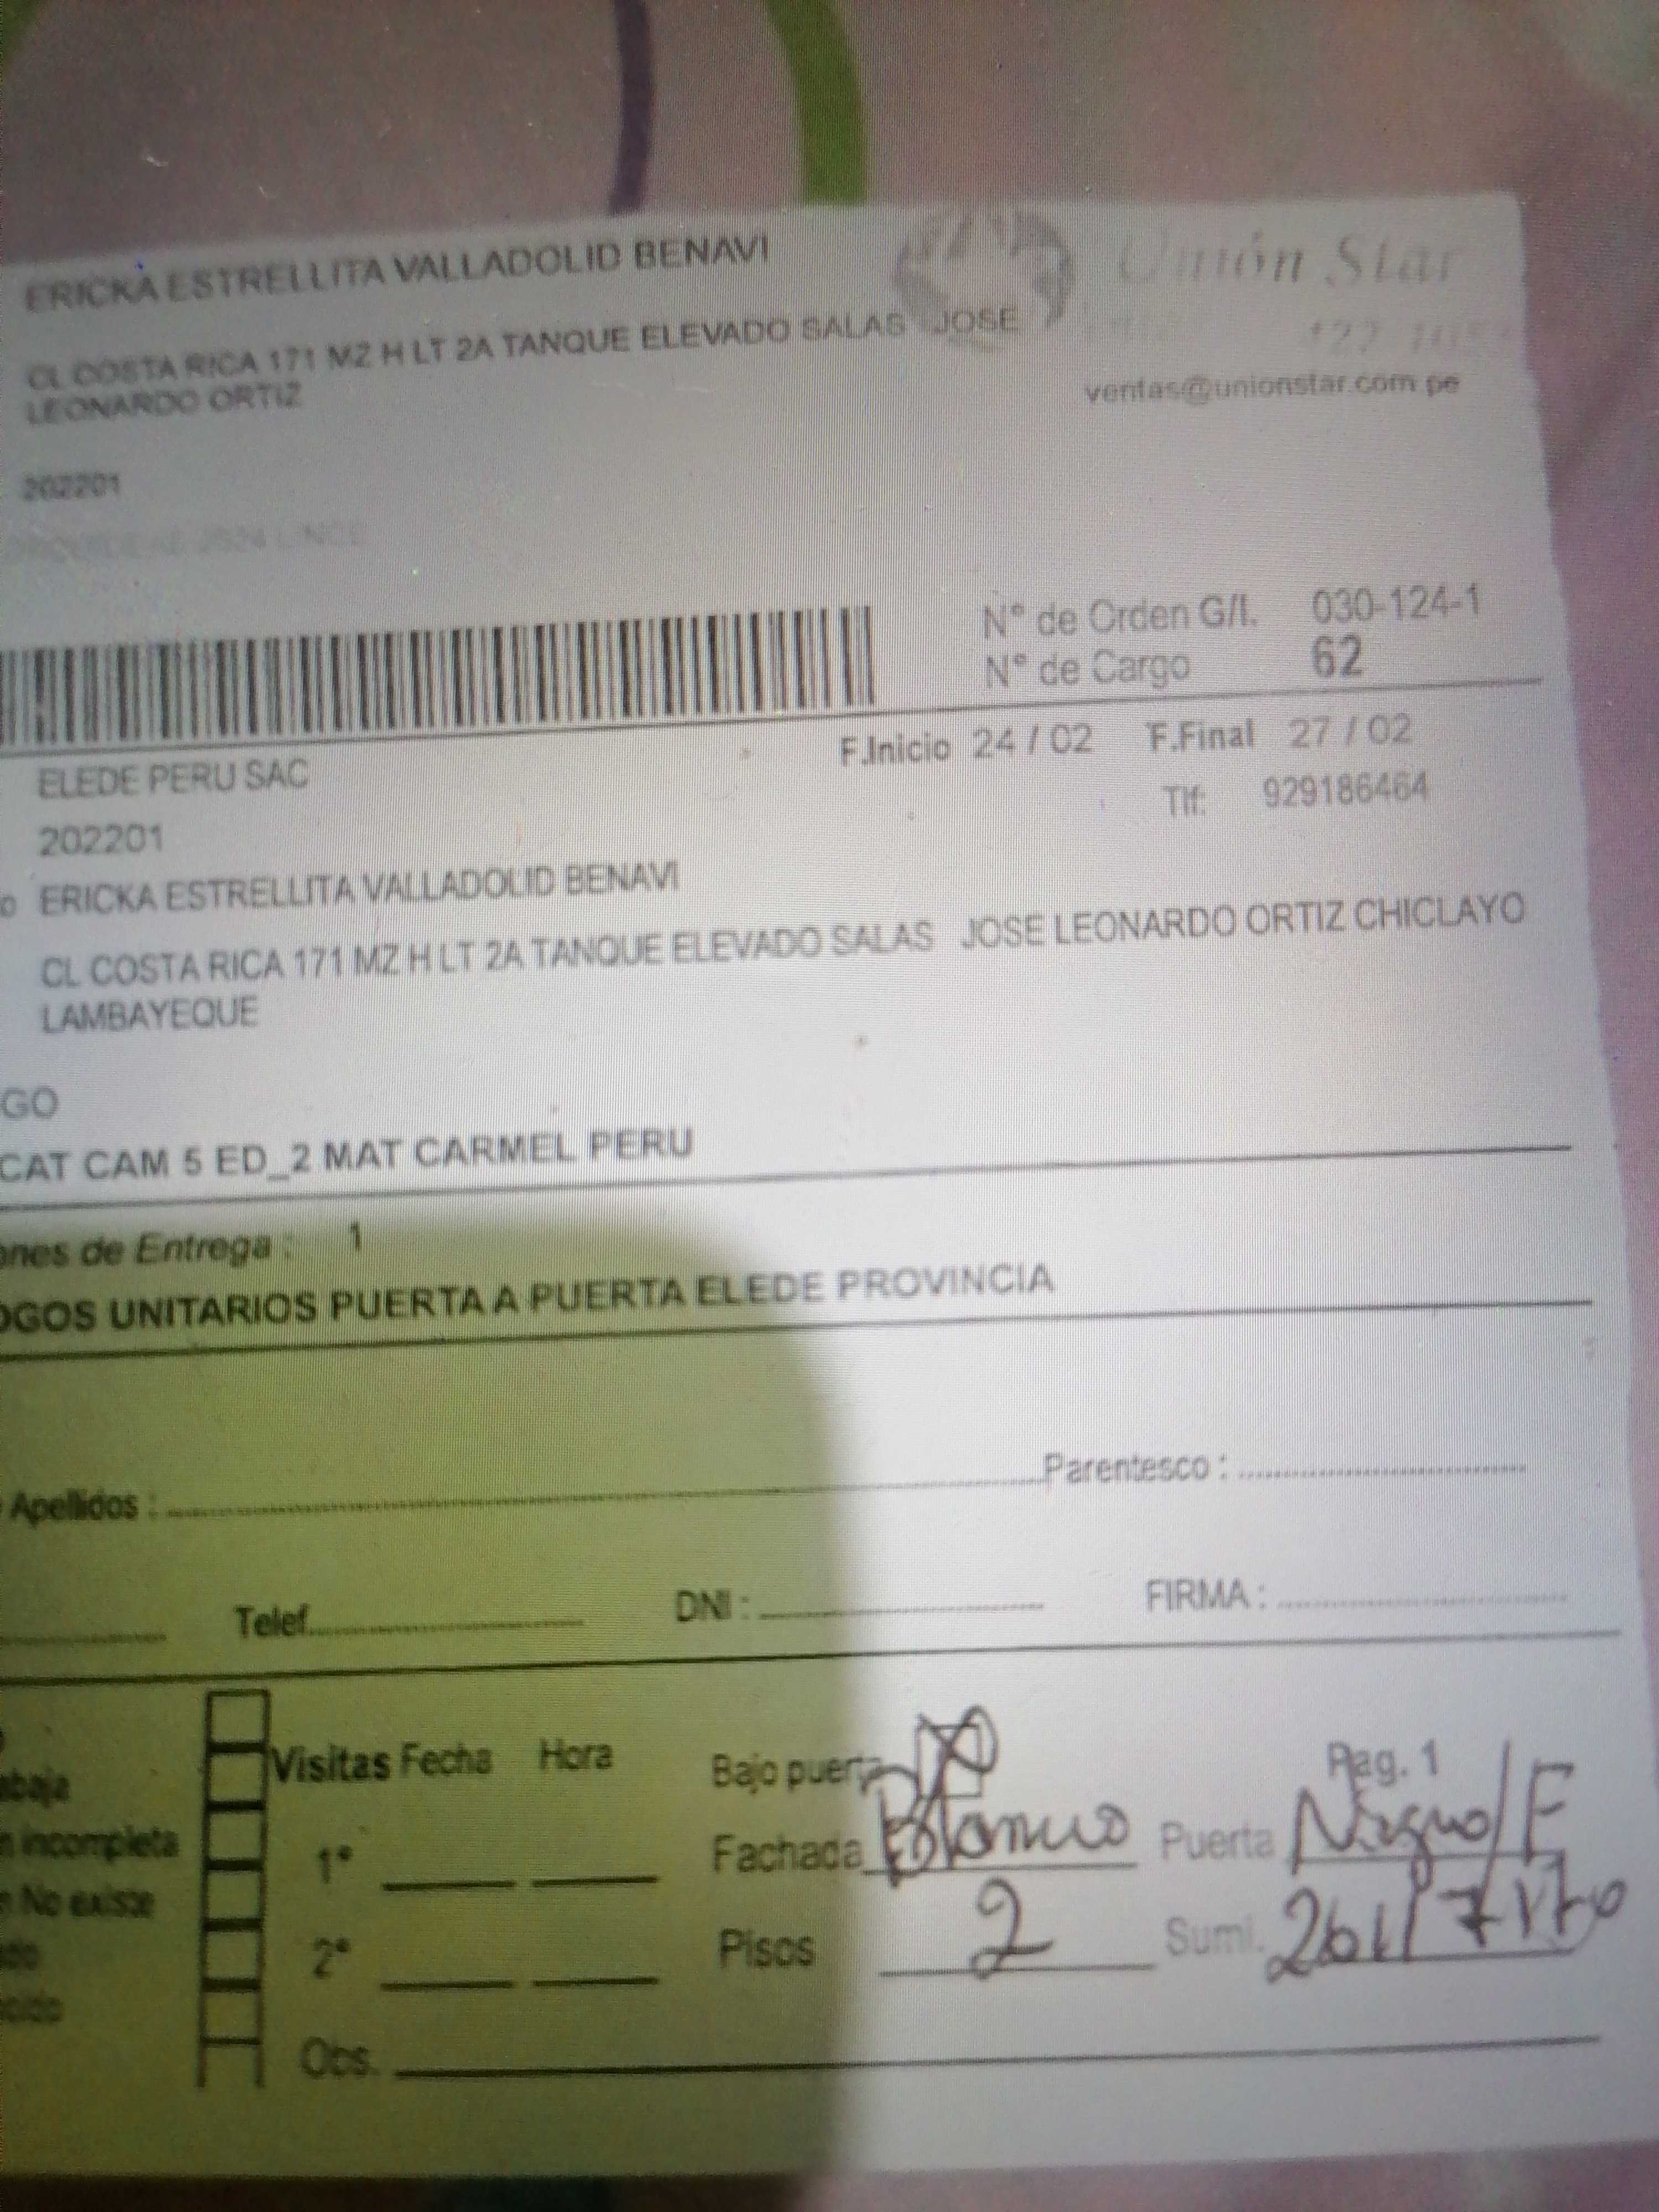 ERICKA ESTRELLITA VALLADOLID BENAVI
Unión Star
CL COSTA RICA 171 MZ H LT 2A TANQUE ELEVADO SALAS JOSE
LEONARDO ORTIZ
ventas@unionstar.com.pe
202201
2024 LINCE
N° de Orden G/I. 030-124-1
N° de Cargo 62
F.Inicio 24 / 02 F.Final 27 / 02
ELEDE PERU SAC
Tlf: 929186464
202201
o ERICKA ESTRELLITA VALLADOLID BENAVI
CL COSTA RICA 171 MZ H LT 2A TANQUE ELEVADO SALAS JOSE LEONARDO ORTIZ CHICLAYO
LAMBAYEQUE
GO
CAT CAM 5 ED_2 MAT CARMEL PERU
ones de Entrega : 1
OGOS UNITARIOS PUERTA A PUERTA ELEDE PROVINCIA
Apellidos : Parentesco :
Telef. DNI : FIRMA :
Visitas Fecha Hora Bajo puerta Pag. 1
abaja
n incompleta 1° Fachada Blanco Puerta Negro/F
n No existe
2° Pisos 2 Sumi.
Obs.